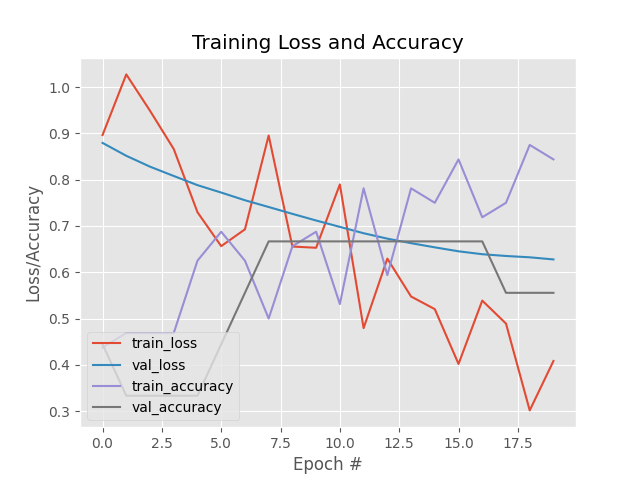 Training Loss and Accuracy
1.0
0.9
0.8
0.7
0.6
0.5
0.4
0.3
Loss/Accuracy
train_loss
val_loss
train_accuracy
val_accuracy
0.0 2.5 5.0 7.5 10.0 12.5 15.0 17.5
Epoch #